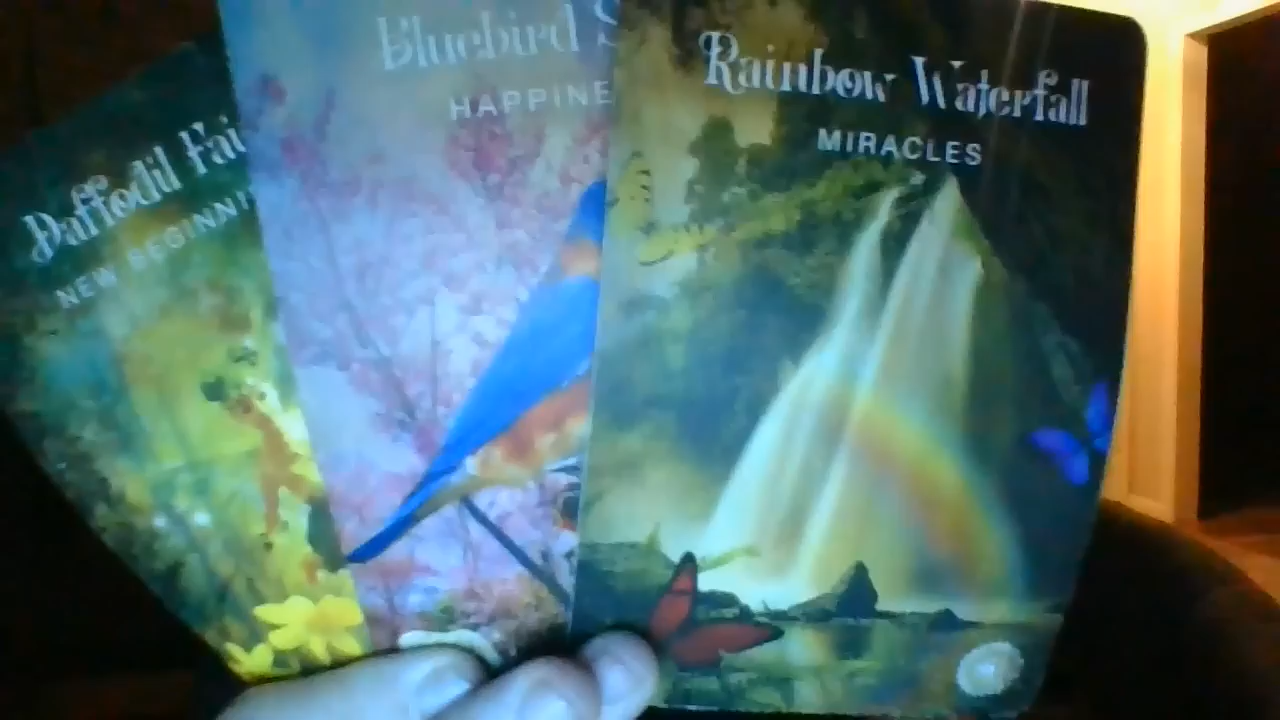 Daffodil Fai
NEW BEGINNI
Bluebird S
HAPPINE
Rainbow Waterfall
MIRACLES